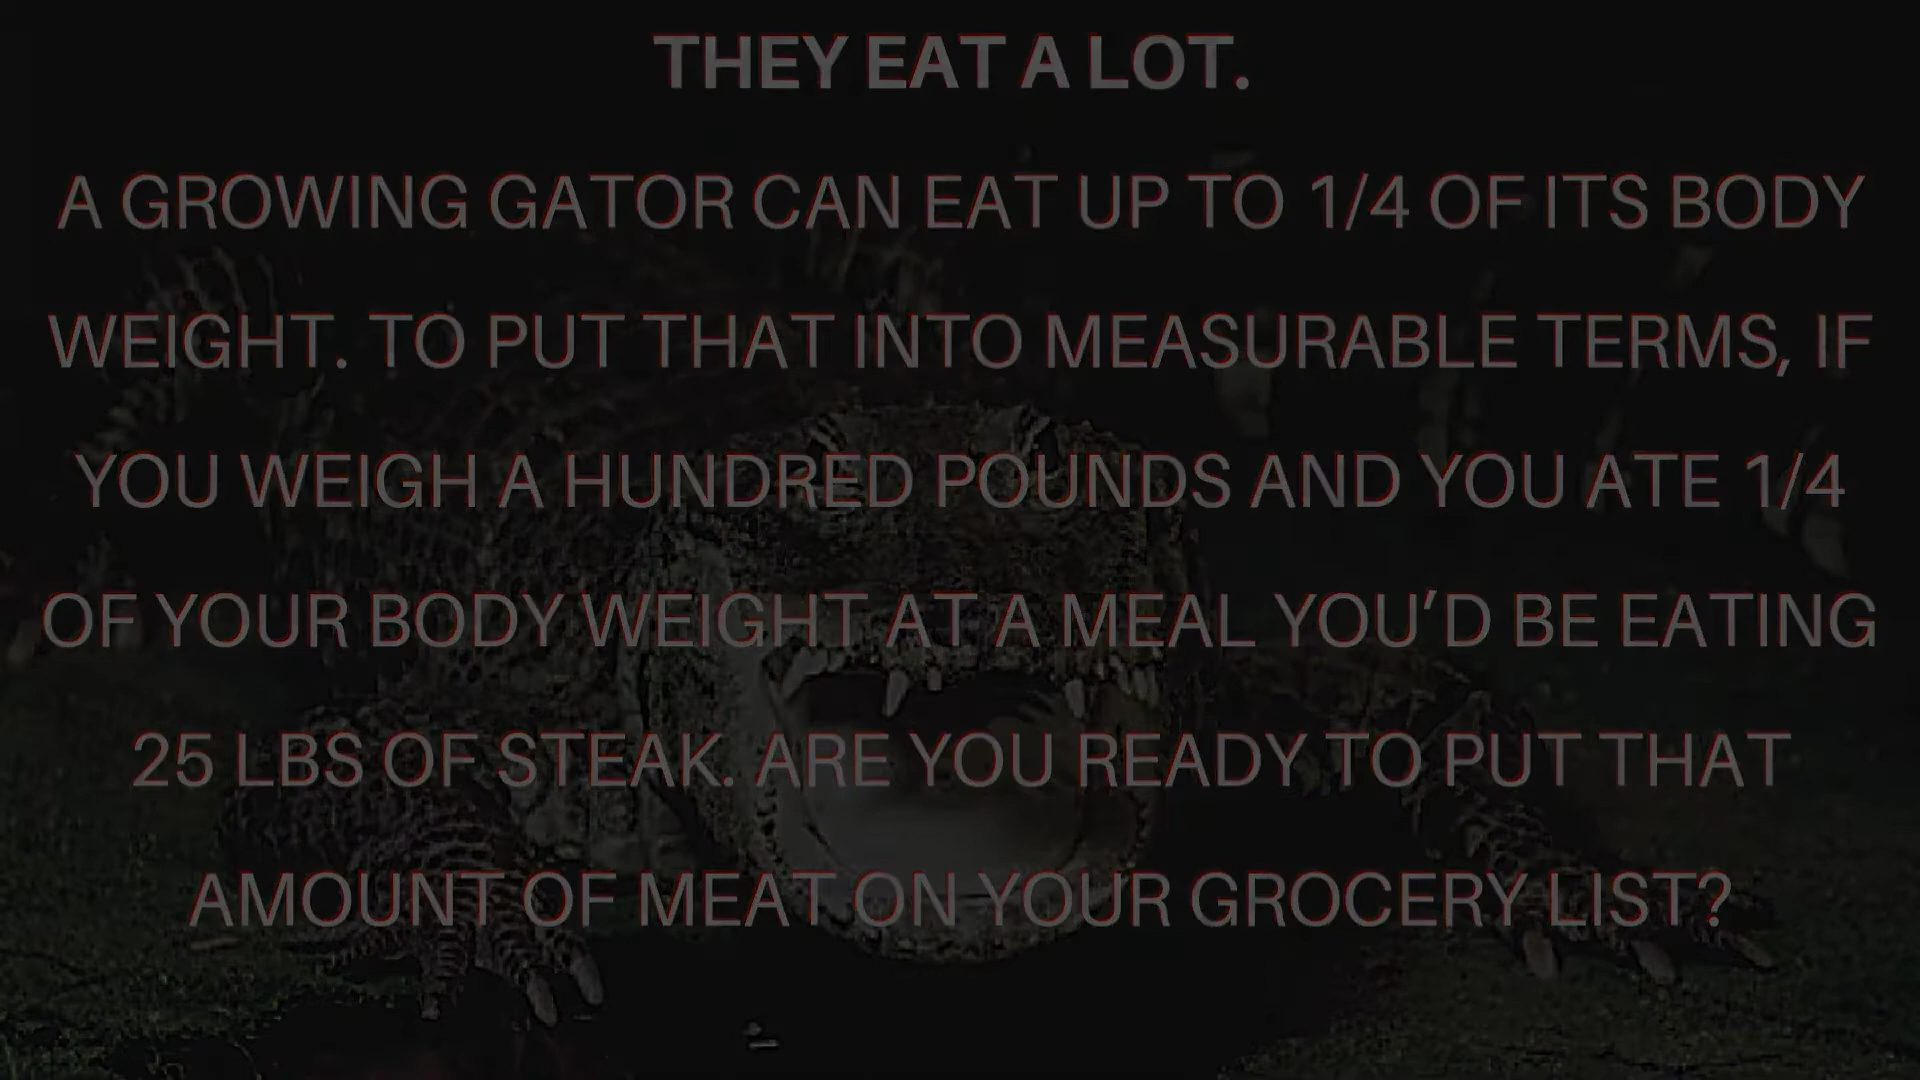 THEY EAT A LOT.
A GROWING GATOR CAN EAT UP TO 1/4 OF ITS BODY
WEIGHT. TO PUT THAT INTO MEASURABLE TERMS, IF
YOU WEIGH A HUNDRED POUNDS AND YOU ATE 1/4
OF YOUR BODY WEIGHT AT A MEAL YOU’D BE EATING
25 LBS OF STEAK. ARE YOU READY TO PUT THAT
AMOUNT OF MEAT ON YOUR GROCERY LIST?